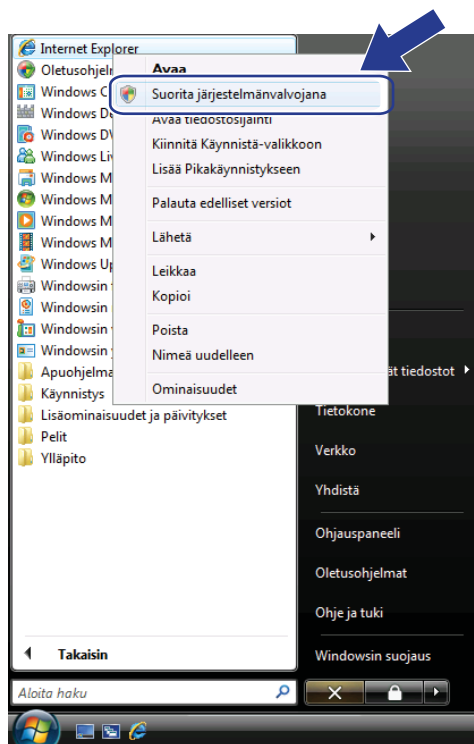 Internet Explorer
Oletusohjelm
Windows C
Windows D
Windows DV
Windows Liv
Windows M
Windows M
Windows M
Windows M
Windows Up
Windowsin
Windowsin
Windowsin
Windowsin
Apuohjelma
Käynnistys
Lisäominaisuudet ja päivitykset
Pelit
Ylläpito
Takaisin
Aloita haku
Avaa
Suorita järjestelmänvalvojana
Avaa tiedostosijainti
Kiinnitä Käynnistä-valikkoon
Lisää Pikakäynnistykseen
Palauta edelliset versiot
Lähetä
Leikkaa
Kopioi
Poista
Nimeä uudelleen
Ominaisuudet
ät tiedostot
Tietokone
Verkko
Yhdistä
Ohjauspaneeli
Oletusohjelmat
Ohje ja tuki
Windowsin suojaus